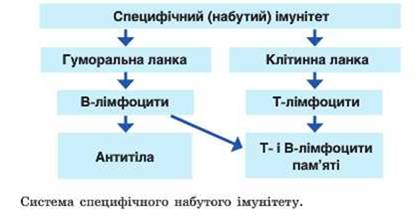 Специфічний (набутий) імунітет
Гуморальна ланка
Клітинна ланка
В-лімфоцити
Т-лімфоцити
Антитіла
Т- і В-лімфоцити
пам’яті
Система специфічного набутого імунітету.